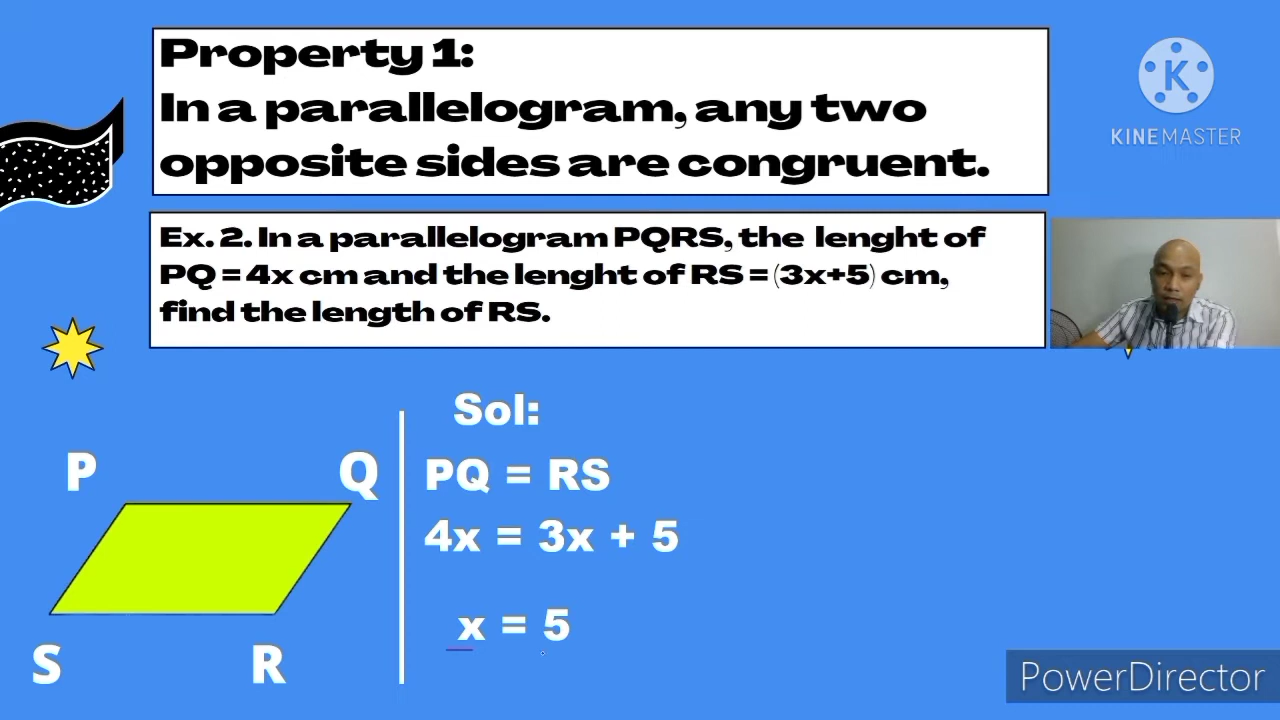 Property 1:
In a parallelogram, any two
opposite sides are congruent.
K
KINEMASTER
Ex. 2. In a parallelogram PQRS, the lenght of
PQ = 4x cm and the lenght of RS = (3x+5) cm,
find the length of RS.
P
Q
S
R
Sol:
PQ = RS
4x = 3x + 5
x = 5
PowerDirector